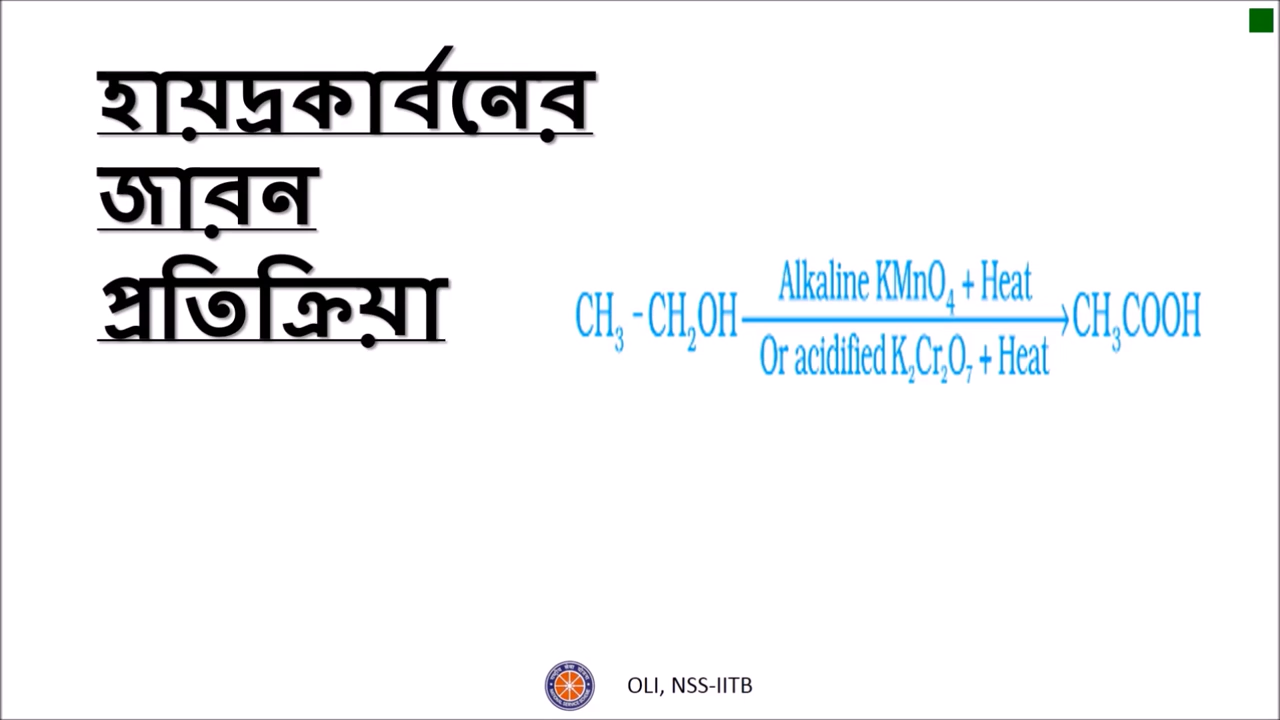 হায়দ্রকার্বনের
জারন
প্রতিক্রিয়া
Alkaline KMnO₄ + Heat
CH₃ - CH₂OH → CH₃COOH
Or acidified K₂Cr₂O₇ + Heat
OLI, NSS-IITB